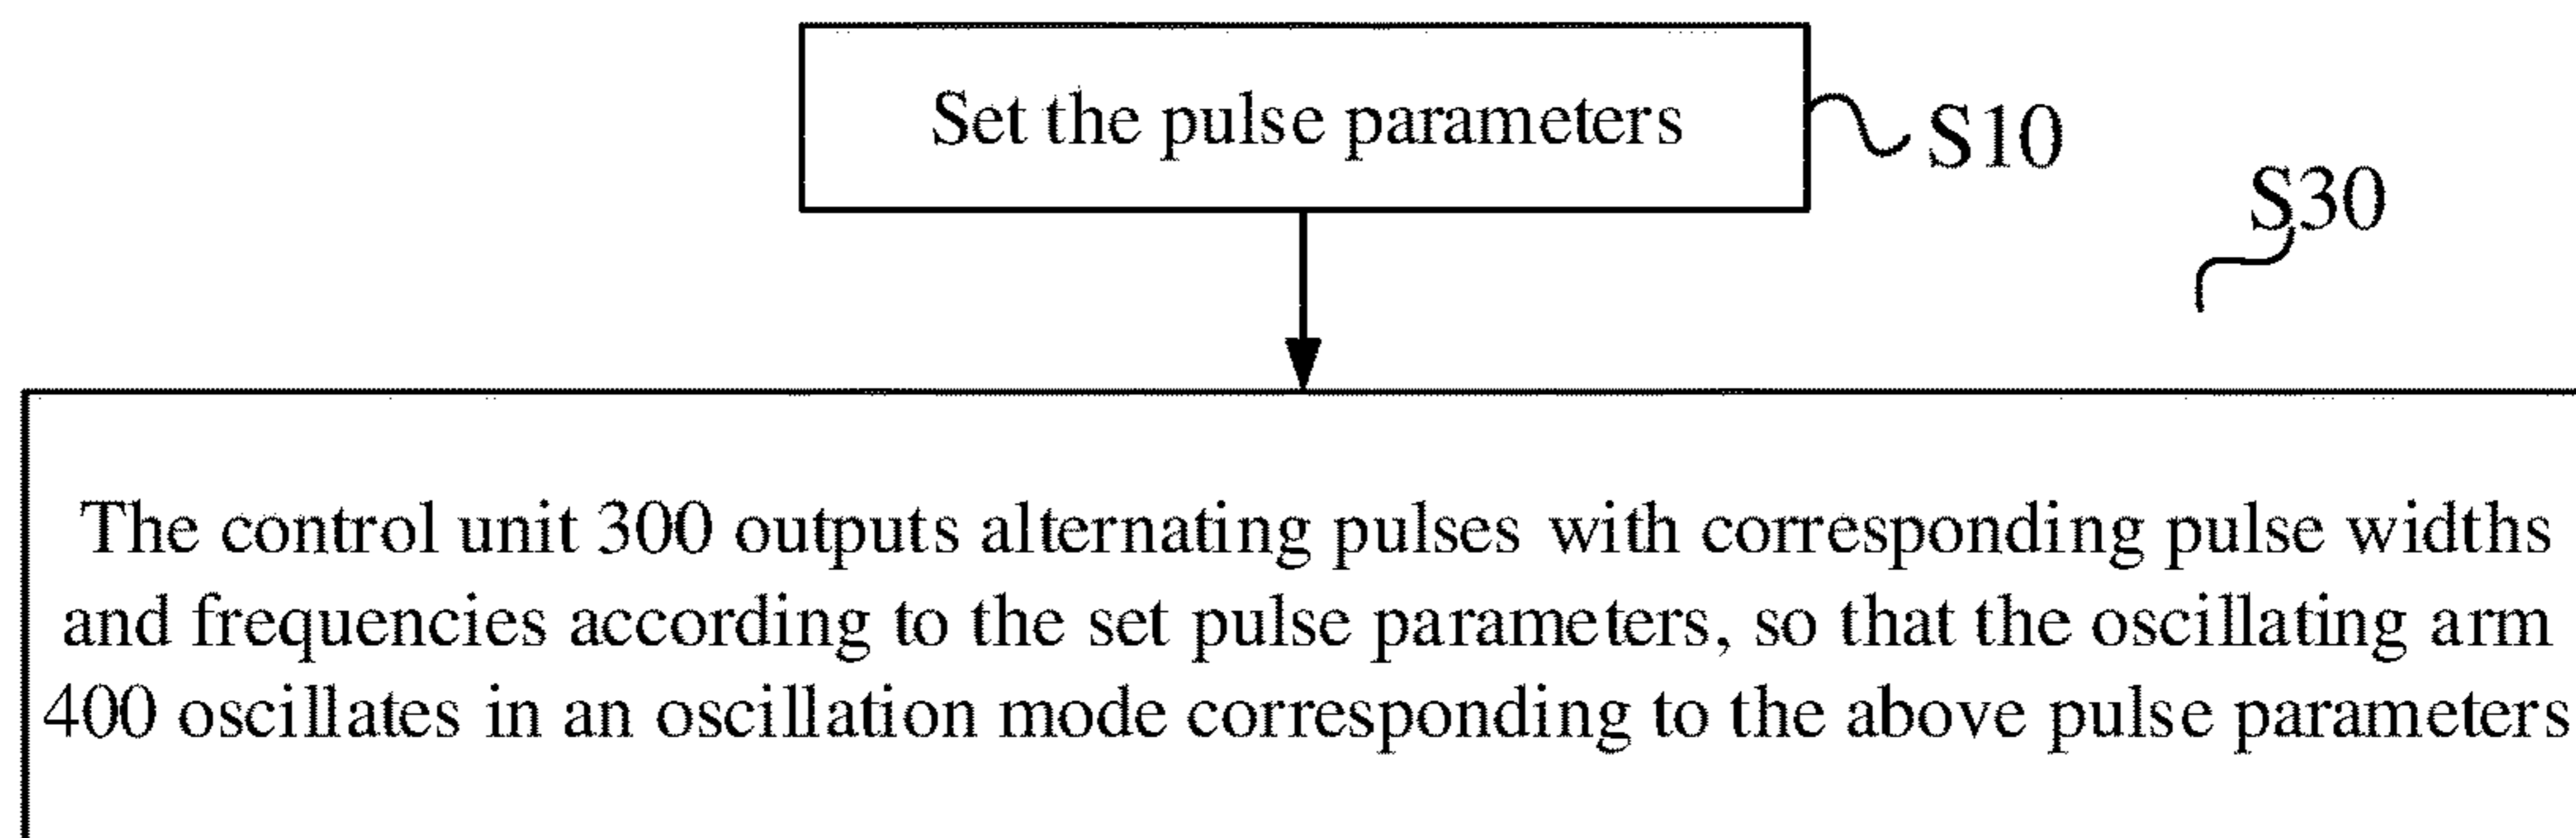 Set the pulse parameters
S10
S30
The control unit 300 outputs alternating pulses with corresponding pulse widths
and frequencies according to the set pulse parameters, so that the oscillating arm
400 oscillates in an oscillation mode corresponding to the above pulse parameters